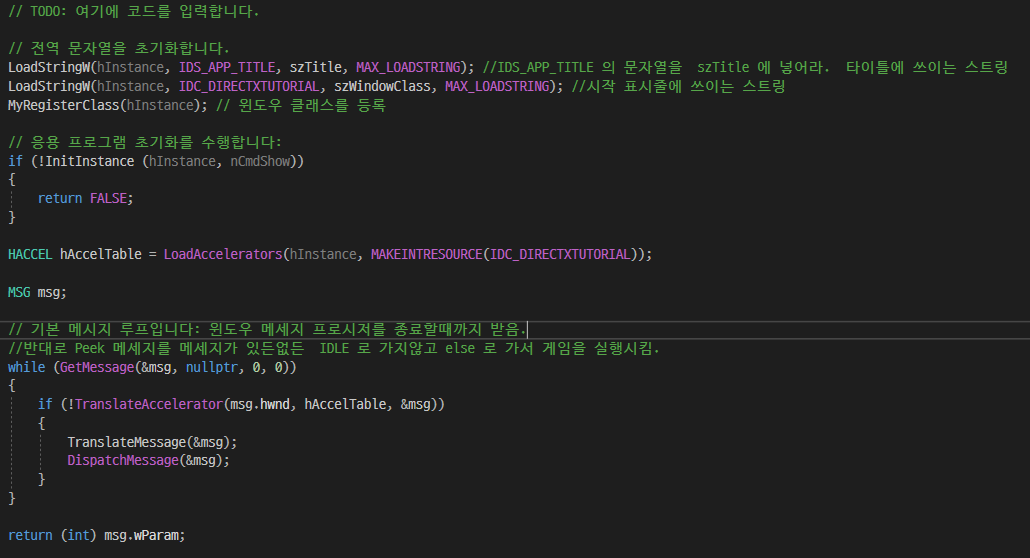 // TODO: 여기에 코드를 입력합니다.
// 전역 문자열을 초기화합니다.
LoadStringW(hInstance, IDS_APP_TITLE, szTitle, MAX_LOADSTRING); //IDS_APP_TITLE 의 문자열을  szTitle 에 넣어라.  타이틀에 쓰이는 스트링
LoadStringW(hInstance, IDC_DIRECTXTUTORIAL, szWindowClass, MAX_LOADSTRING); //시작 표시줄에 쓰이는 스트링
MyRegisterClass(hInstance); // 윈도우 클래스를 등록
// 응용 프로그램 초기화를 수행합니다:
if (!InitInstance (hInstance, nCmdShow))
{
    return FALSE;
}
HACCEL hAccelTable = LoadAccelerators(hInstance, MAKEINTRESOURCE(IDC_DIRECTXTUTORIAL));
MSG msg;
// 기본 메시지 루프입니다: 윈도우 메세지 프로시저를 종료할때까지 받음.
//반대로 Peek 메세지를 메세지가 있든없든  IDLE 로 가지않고 else 로 가서 게임을 실행시킴.
while (GetMessage(&msg, nullptr, 0, 0))
{
    if (!TranslateAccelerator(msg.hwnd, hAccelTable, &msg))
    {
        TranslateMessage(&msg);
        DispatchMessage(&msg);
    }
}
return (int) msg.wParam;